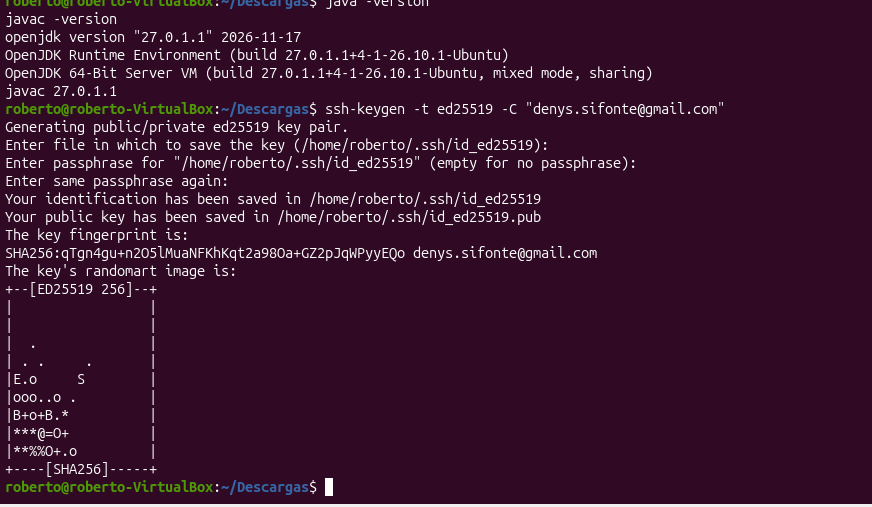 roberto@roberto-VirtualBox:~/Descargas$ java -version
javac -version
openjdk version "27.0.1.1" 2026-11-17
OpenJDK Runtime Environment (build 27.0.1.1+4-1-26.10.1-Ubuntu)
OpenJDK 64-Bit Server VM (build 27.0.1.1+4-1-26.10.1-Ubuntu, mixed mode, sharing)
javac 27.0.1.1
roberto@roberto-VirtualBox:~/Descargas$ ssh-keygen -t ed25519 -C "denys.sifonte@gmail.com"
Generating public/private ed25519 key pair.
Enter file in which to save the key (/home/roberto/.ssh/id_ed25519):
Enter passphrase for "/home/roberto/.ssh/id_ed25519" (empty for no passphrase):
Enter same passphrase again:
Your identification has been saved in /home/roberto/.ssh/id_ed25519
Your public key has been saved in /home/roberto/.ssh/id_ed25519.pub
The key fingerprint is:
SHA256:qTgn4gu+n2O5lMuaNFKhKqt2a98Oa+GZ2pJqWPyyEQo denys.sifonte@gmail.com
The key's randomart image is:
+--[ED25519 256]--+
|                 |
|                 |
|  .              |
| . .     .       |
|E.o     S        |
|ooo..o .         |
|B+o+B.*          |
|***@=O+          |
|**%%O+.o         |
+----[SHA256]-----+
roberto@roberto-VirtualBox:~/Descargas$